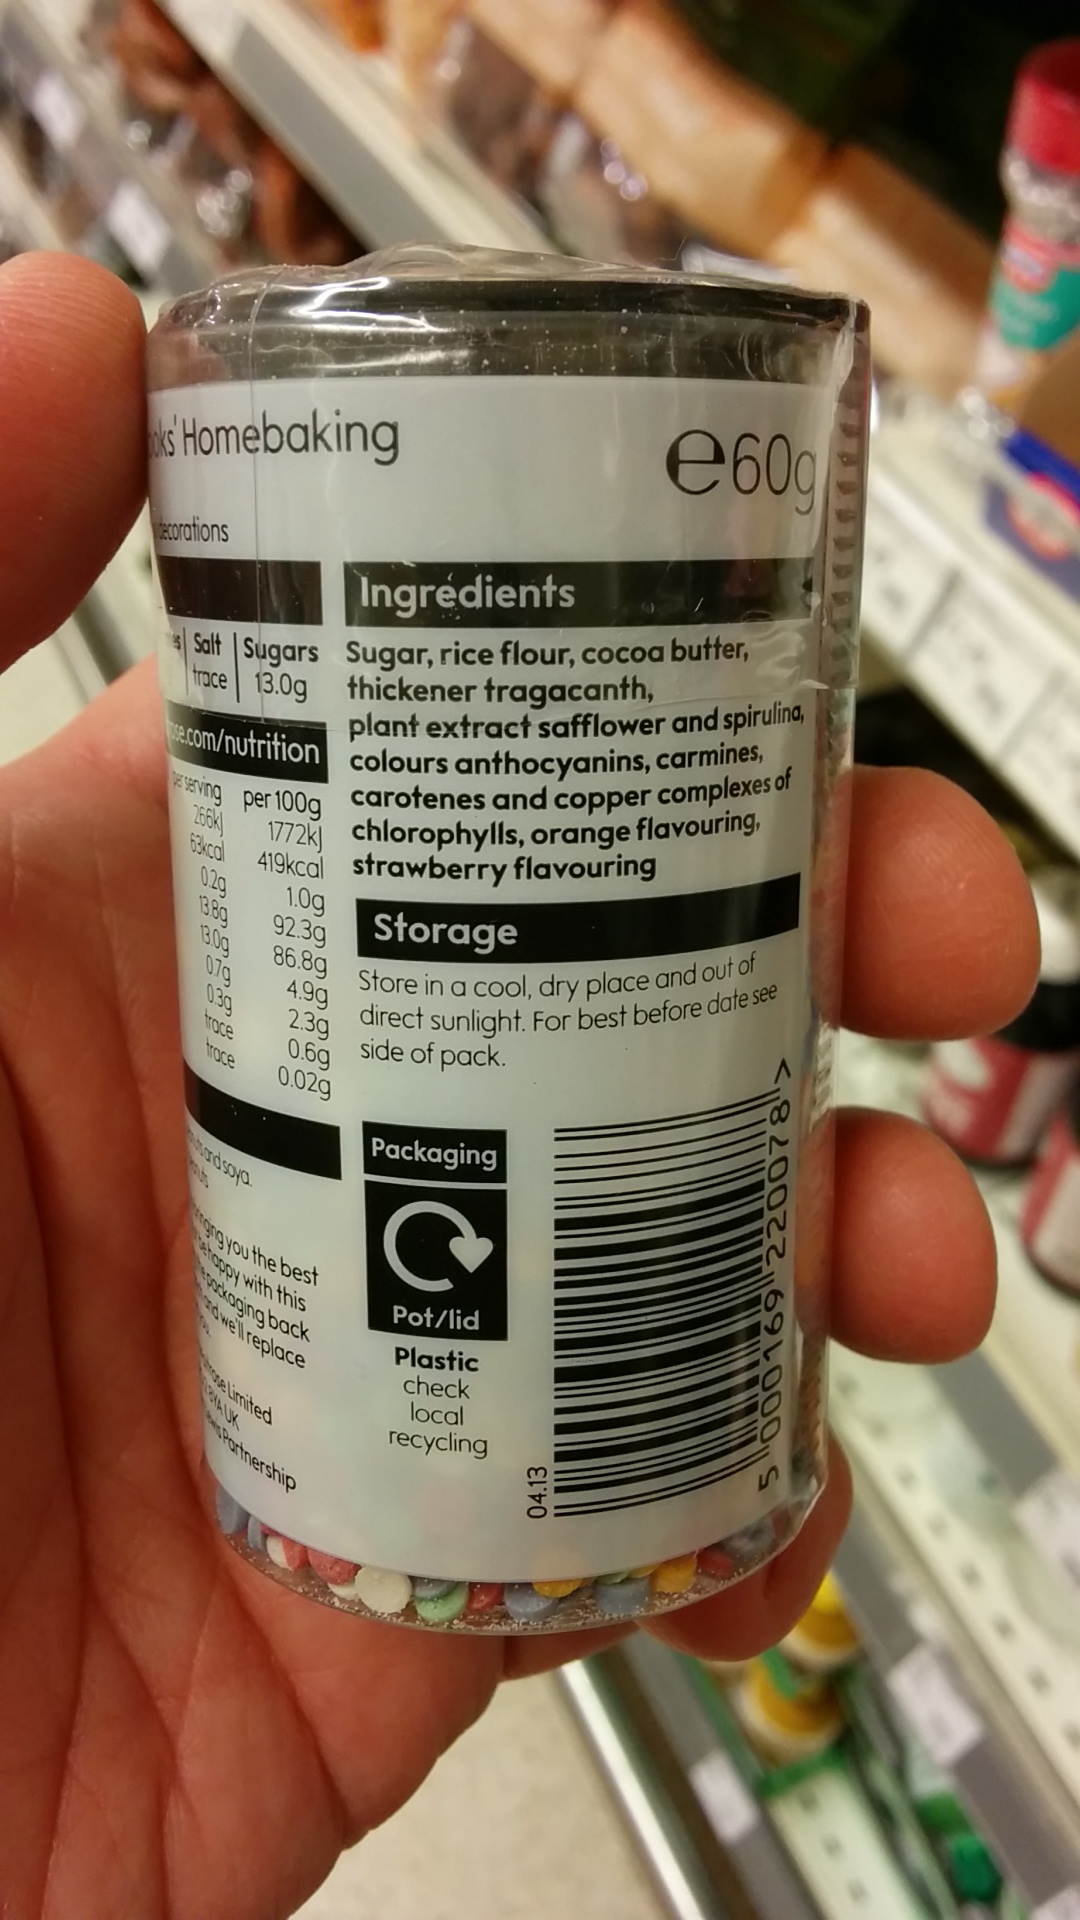 Homebaking
e60g
decorations
Salt Sugars
trace 13.0g
.com/nutrition
per serving per 100g
266kJ 1772kJ
63kcal 419kcal
0.2g 1.0g
13.8g 92.3g
13.0g 86.8g
0.7g 4.9g
0.3g 2.3g
trace 0.6g
trace 0.02g
and soya.
you the best
happy with this
packaging back
and we'll replace
Limited
UK
Partnership
Ingredients
Sugar, rice flour, cocoa butter,
thickener tragacanth,
plant extract safflower and spirulina,
colours anthocyanins, carmines,
carotenes and copper complexes of
chlorophylls, orange flavouring,
strawberry flavouring
Storage
Store in a cool, dry place and out of
direct sunlight. For best before date see
side of pack.
Packaging
Pot/lid
Plastic
check
local
recycling
04.13
5 000169 220078 >